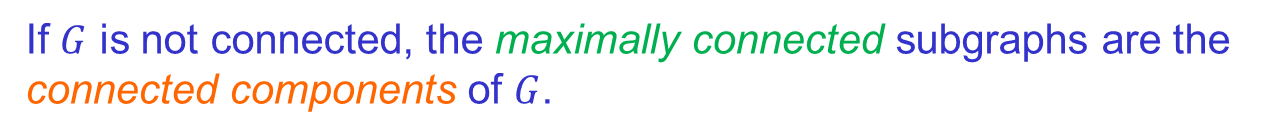 If G is not connected, the maximally connected subgraphs are the
connected components of G.